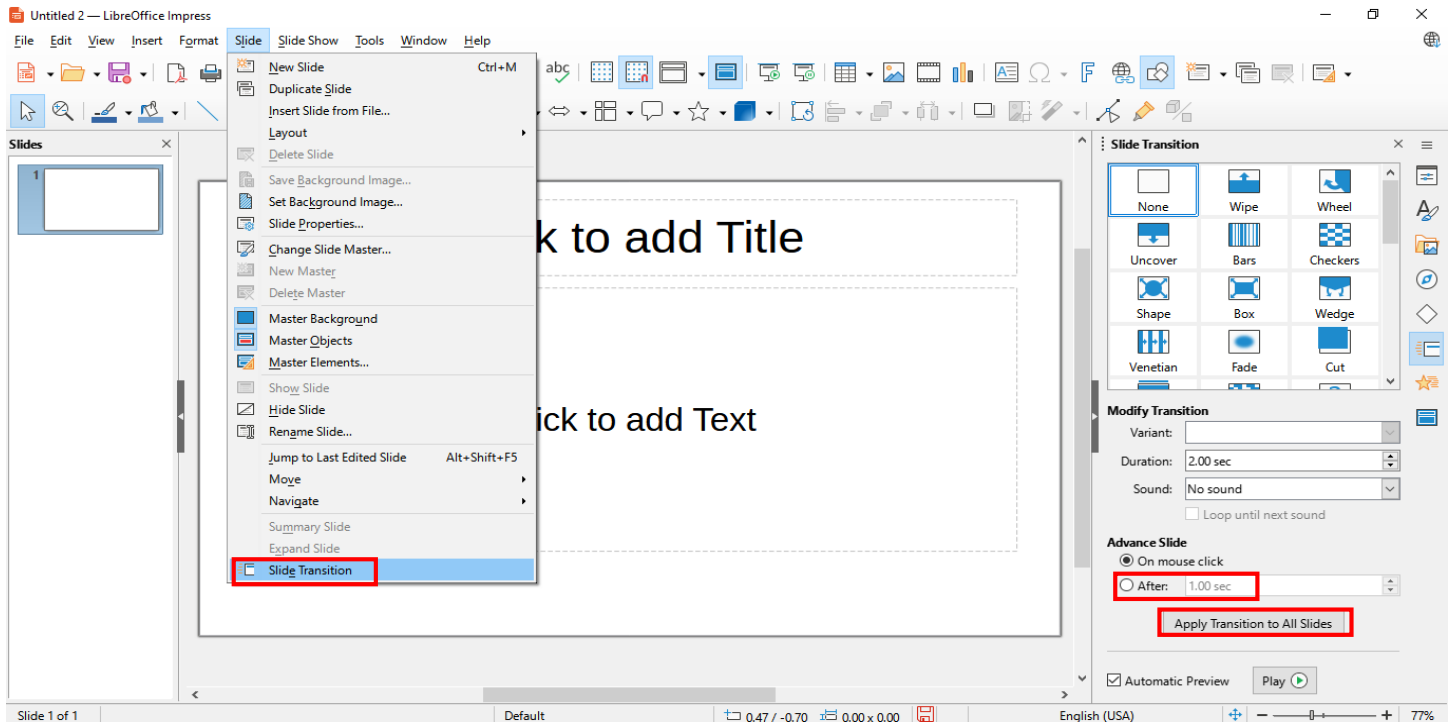 Untitled 2 — LibreOffice Impress
File Edit View Insert Format Slide Slide Show Tools Window Help
New Slide Ctrl+M
Duplicate Slide
Insert Slide from File...
Layout
Delete Slide
Save Background Image...
Set Background Image...
Slide Properties...
Change Slide Master...
New Master
Delete Master
Master Background
Master Objects
Master Elements...
Show Slide
Hide Slide
Rename Slide...
Jump to Last Edited Slide Alt+Shift+F5
Move
Navigate
Summary Slide
Expand Slide
Slide Transition
abc
Slides
1
k to add Title
ick to add Text
Slide Transition
None Wipe Wheel
Uncover Bars Checkers
Shape Box Wedge
Venetian Fade Cut
Modify Transition
Variant:
Duration: 2.00 sec
Sound: No sound
Loop until next sound
Advance Slide
On mouse click
After: 1.00 sec
Apply Transition to All Slides
Automatic Preview Play
Slide 1 of 1 Default 0.47 / -0.70 0.00 x 0.00 English (USA) 77%